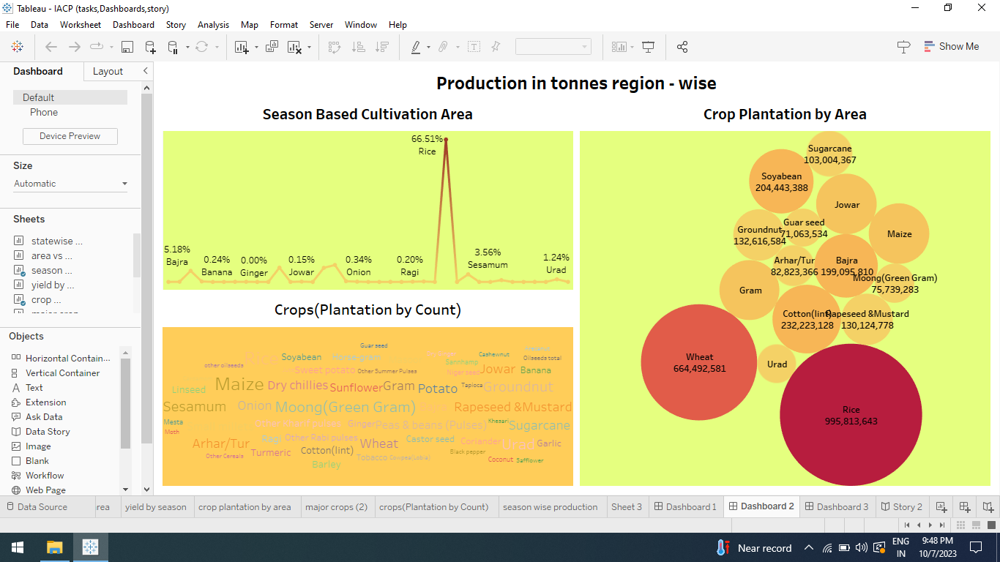 Tableau - IACP (tasks,Dashboards,story)
File Data Worksheet Dashboard Story Analysis Map Format Server Window Help
Show Me
Dashboard Layout
Default
Phone
Device Preview
Size
Automatic
Sheets
statewise ...
area vs ...
season ...
yield by ...
crop ...
Objects
Horizontal Contain...
Vertical Container
Text
Extension
Ask Data
Data Story
Image
Blank
Workflow
Web Page
Production in tonnes region - wise
Season Based Cultivation Area
66.51%
Rice
5.18%
Bajra
0.24%
Banana
0.00%
Ginger
0.15%
Jowar
0.34%
Onion
0.20%
Ragi
3.56%
Sesamum
1.24%
Urad
Crops(Plantation by Count)
Guar seed
other oilseeds
Rice
Soyabean
Horse-gram
Cashewnut
Oilseeds total
Sweet potato
Other Summer Pulses
Sannhamp
Niger seed
Jowar
Banana
Linseed
Maize
Dry chillies
Sunflower
Gram
Potato
Tapioca
Groundnut
Sesamum
Onion
Moong(Green Gram)
Rapeseed &Mustard
Mesta
Moth
Other Kharif pulses
Ginger
Peas & beans (Pulses)
Khesari
Sugarcane
Arhar/Tur
Ragi
Other Rabi pulses
Wheat
Castor seed
Coriander
Urad
Garlic
Other Cereals
Turmeric
Cotton(lint)
Tobacco
Cowpea(Lobia)
Black pepper
Coconut
Safflower
Barley
Crop Plantation by Area
Sugarcane
103,004,367
Soyabean
204,443,388
Jowar
Guar seed
71,063,534
Groundnut
132,616,584
Maize
Arhar/Tur
82,823,366
Bajra
199,095,810
Moong(Green Gram)
75,739,283
Gram
Cotton(lint)
232,223,128
Rapeseed &Mustard
130,124,778
Wheat
664,492,581
Urad
Rice
995,813,643
Data Source rea yield by season crop plantation by area major crops (2) crops(Plantation by Count) season wise production Sheet 3 Dashboard 1 Dashboard 2 Dashboard 3 Story 2
Near record
ENG
IN
9:48 PM
10/7/2023